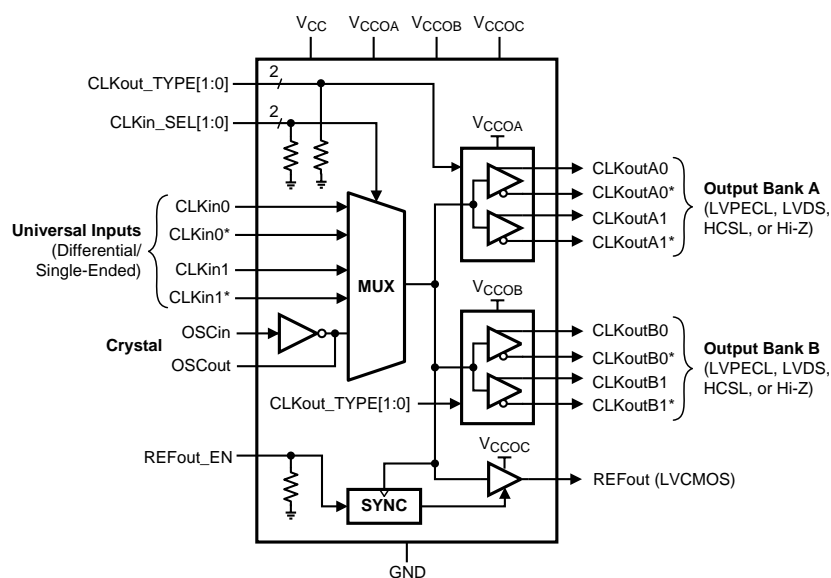 VCC
VCCOA
VCCOB
VCCOC
CLKout_TYPE[1:0]
2
CLKin_SEL[1:0]
2
VCCOA
CLKoutA0
CLKoutA0*
CLKoutA1
CLKoutA1*
Output Bank A
(LVPECL, LVDS,
HCSL, or Hi-Z)
Universal Inputs
(Differential/
Single-Ended)
CLKin0
CLKin0*
CLKin1
CLKin1*
MUX
Crystal
OSCin
OSCout
VCCOB
CLKoutB0
CLKoutB0*
CLKoutB1
CLKoutB1*
Output Bank B
(LVPECL, LVDS,
HCSL, or Hi-Z)
CLKout_TYPE[1:0]
REFout_EN
VCCOC
REFout (LVCMOS)
SYNC
GND